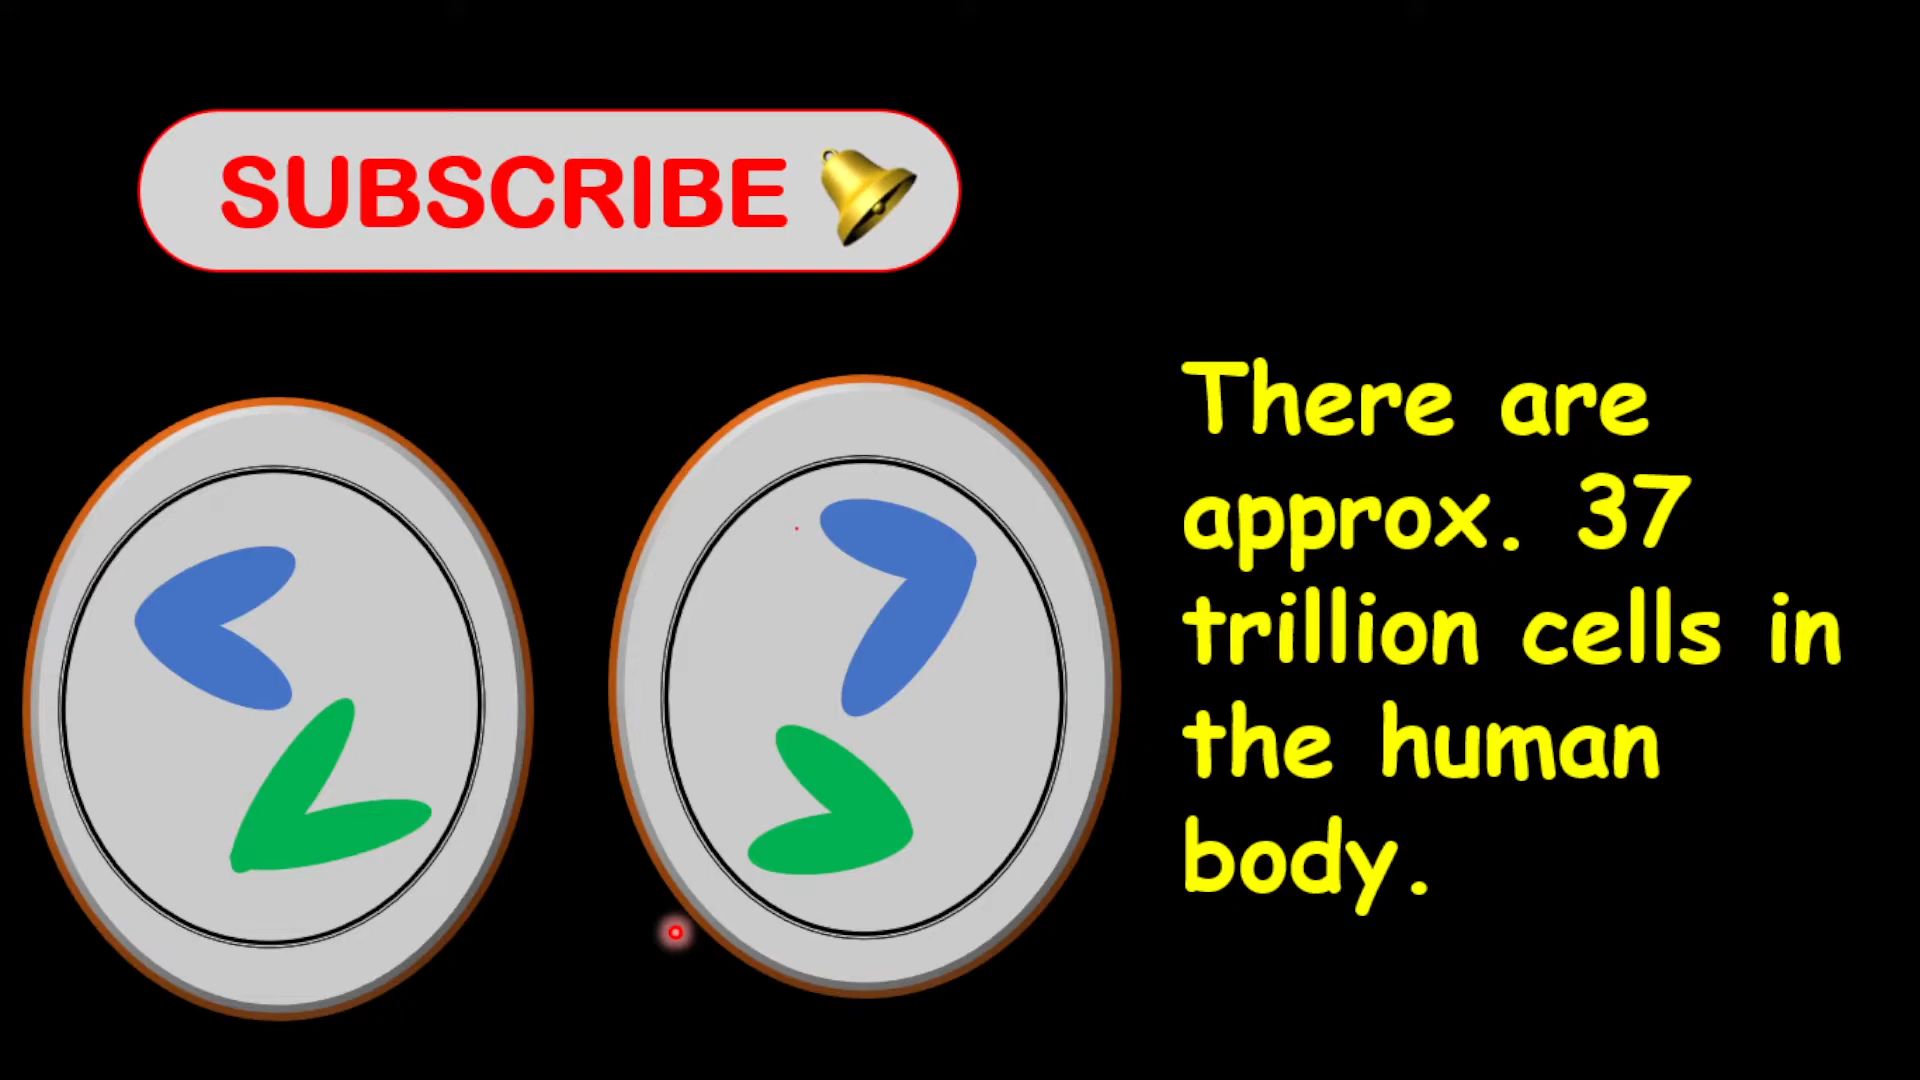 SUBSCRIBE
There are
approx. 37
trillion cells in
the human
body.